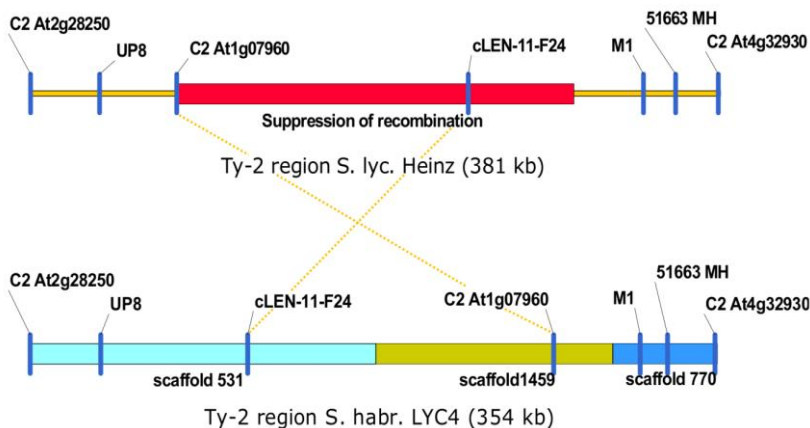 C2 At2g28250
UP8
C2 At1g07960
cLEN-11-F24
M1
51663 MH
C2 At4g32930
Suppression of recombination
Ty-2 region S. lyc. Heinz (381 kb)
C2 At2g28250
UP8
cLEN-11-F24
C2 At1g07960
M1
51663 MH
C2 At4g32930
scaffold 531
scaffold1459
scaffold 770
Ty-2 region S. habr. LYC4 (354 kb)